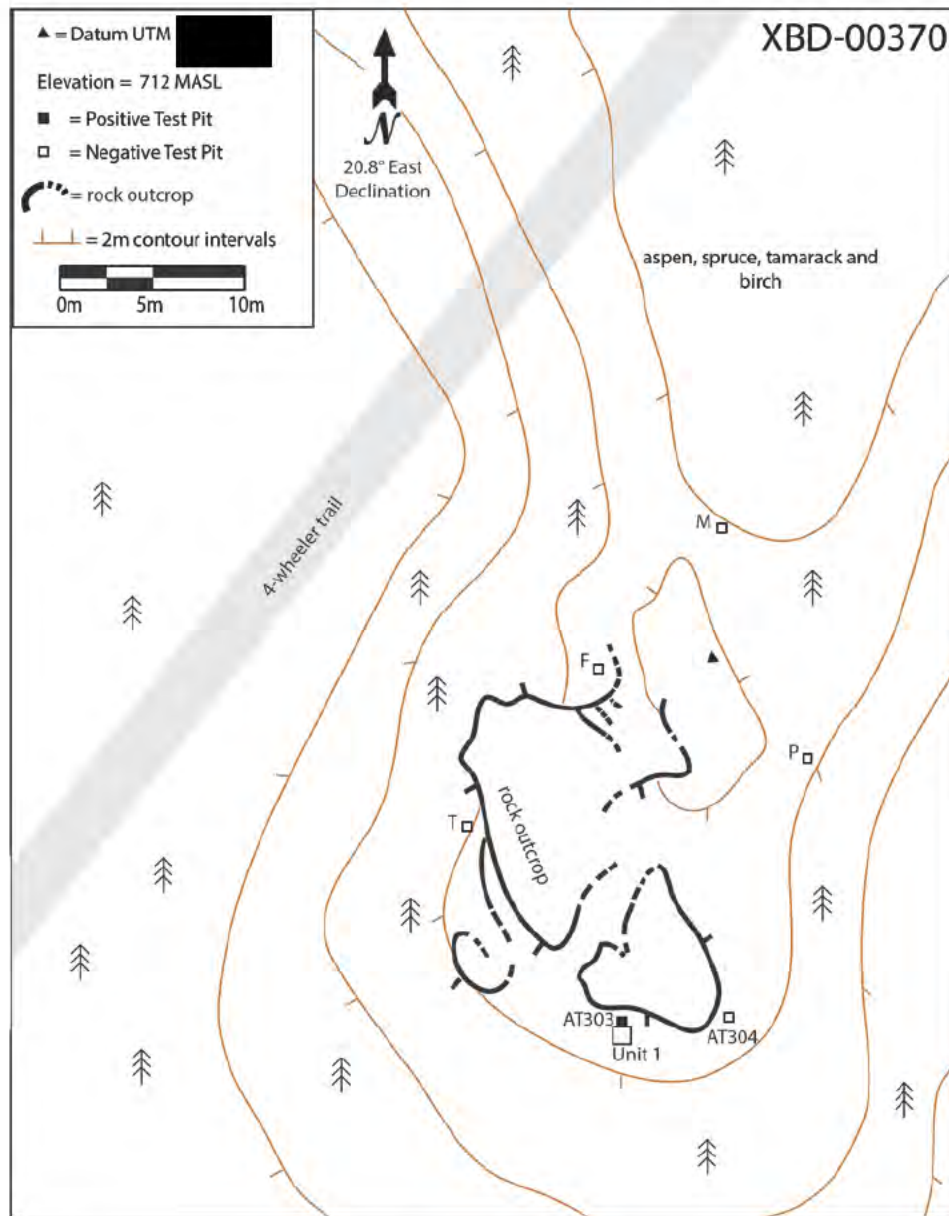 XBD-00370
▲ = Datum UTM
Elevation = 712 MASL
■ = Positive Test Pit
□ = Negative Test Pit
= rock outcrop
= 2m contour intervals
0m 5m 10m
N
20.8° East
Declination
aspen, spruce, tamarack and
birch
4-wheeler trail
M
F
P
T
rock outcrop
AT303
AT304
Unit 1